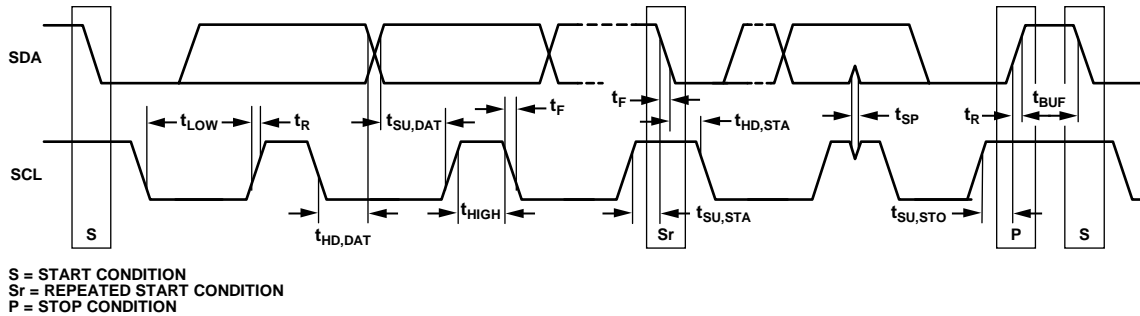 SDA
tLOW
tR
tSU,DAT
tF
tF
tHD,STA
tSP
tR
tBUF
SCL
tHD,DAT
tHIGH
tSU,STA
tSU,STO
S
Sr
P
S
S = START CONDITION
Sr = REPEATED START CONDITION
P = STOP CONDITION